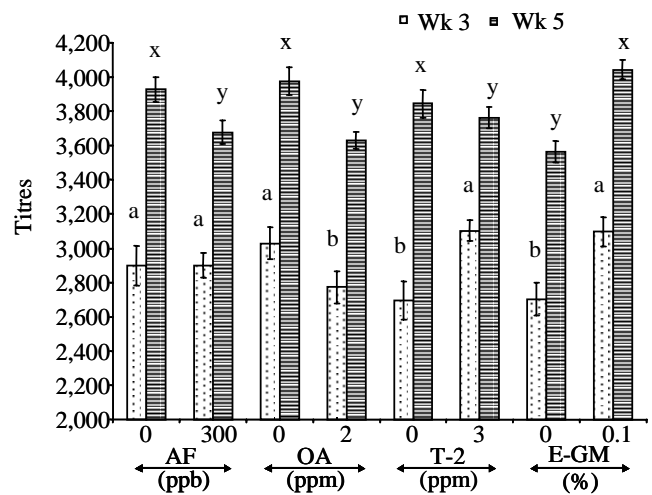 Wk 3 Wk 5
Titres
4,200
4,000
3,800
3,600
3,400
3,200
3,000
2,800
2,600
2,400
2,200
2,000
x y x y x y y x
a a a b b a b a
0 300 0 2 0 3 0 0.1
AF OA T-2 E-GM
(ppb) (ppm) (ppm) (%)